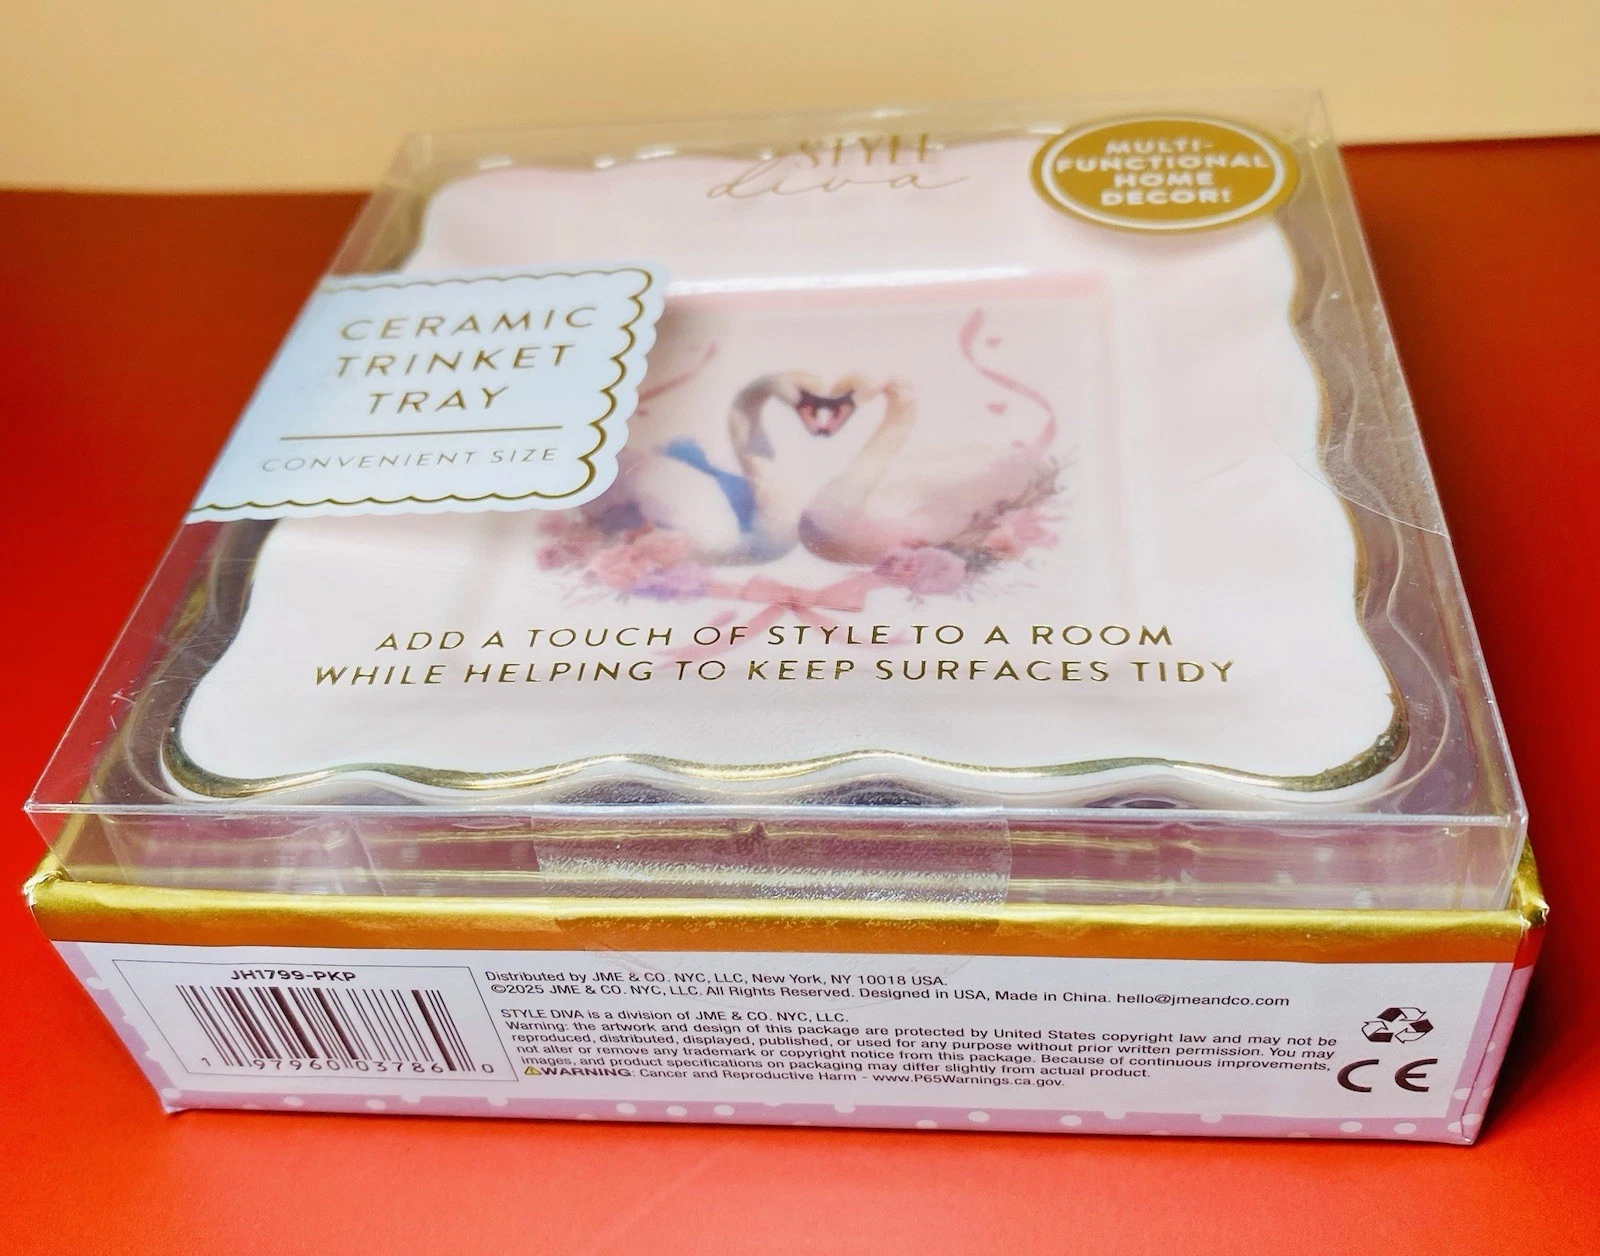 STYLE
diva
MULTI-
FUNCTIONAL
HOME
DECOR!
CERAMIC
TRINKET
TRAY
CONVENIENT SIZE
ADD A TOUCH OF STYLE TO A ROOM
WHILE HELPING TO KEEP SURFACES TIDY
JH1799-PKP
1 97960 03786 0
Distributed by JME & CO. NYC, LLC, New York, NY 10018 USA.
©2025 JME & CO. NYC, LLC. All Rights Reserved. Designed in USA, Made in China. hello@jmeandco.com
STYLE DIVA is a division of JME & CO. NYC, LLC.
Warning: the artwork and design of this package are protected by United States copyright law and may not be
reproduced, distributed, displayed, published, or used for any purpose without prior written permission. You may
not alter or remove any trademark or copyright notice from this package. Because of continuous improvements,
images, and product specifications on packaging may differ slightly from actual product.
⚠WARNING: Cancer and Reproductive Harm - www.P65Warnings.ca.gov.
CE